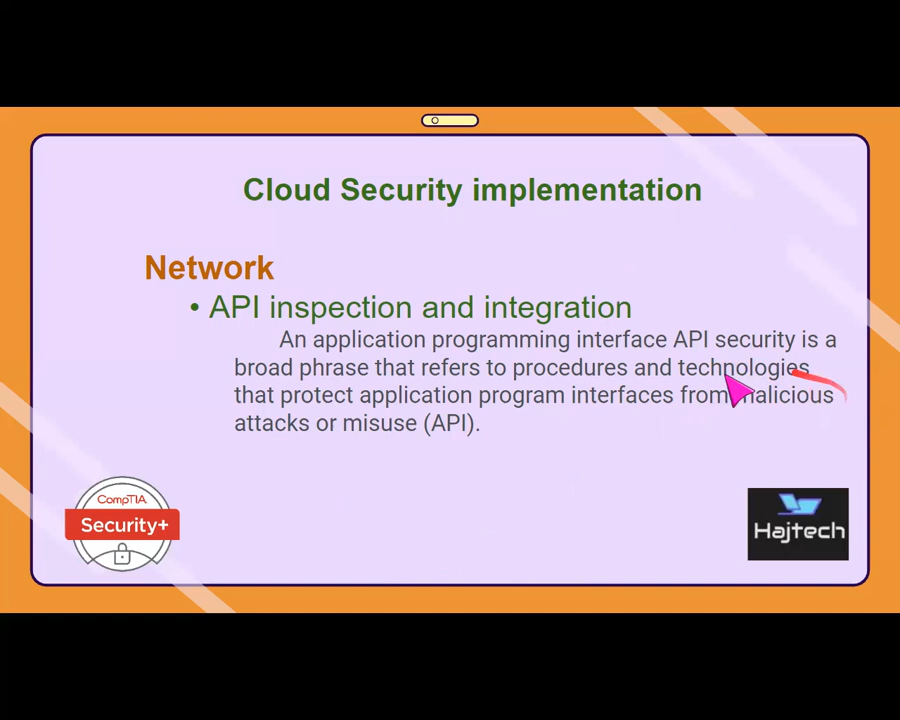 Cloud Security implementation
Network
• API inspection and integration
An application programming interface API security is a
broad phrase that refers to procedures and technologies
that protect application program interfaces from malicious
attacks or misuse (API).
CompTIA
Security+
Hajtech